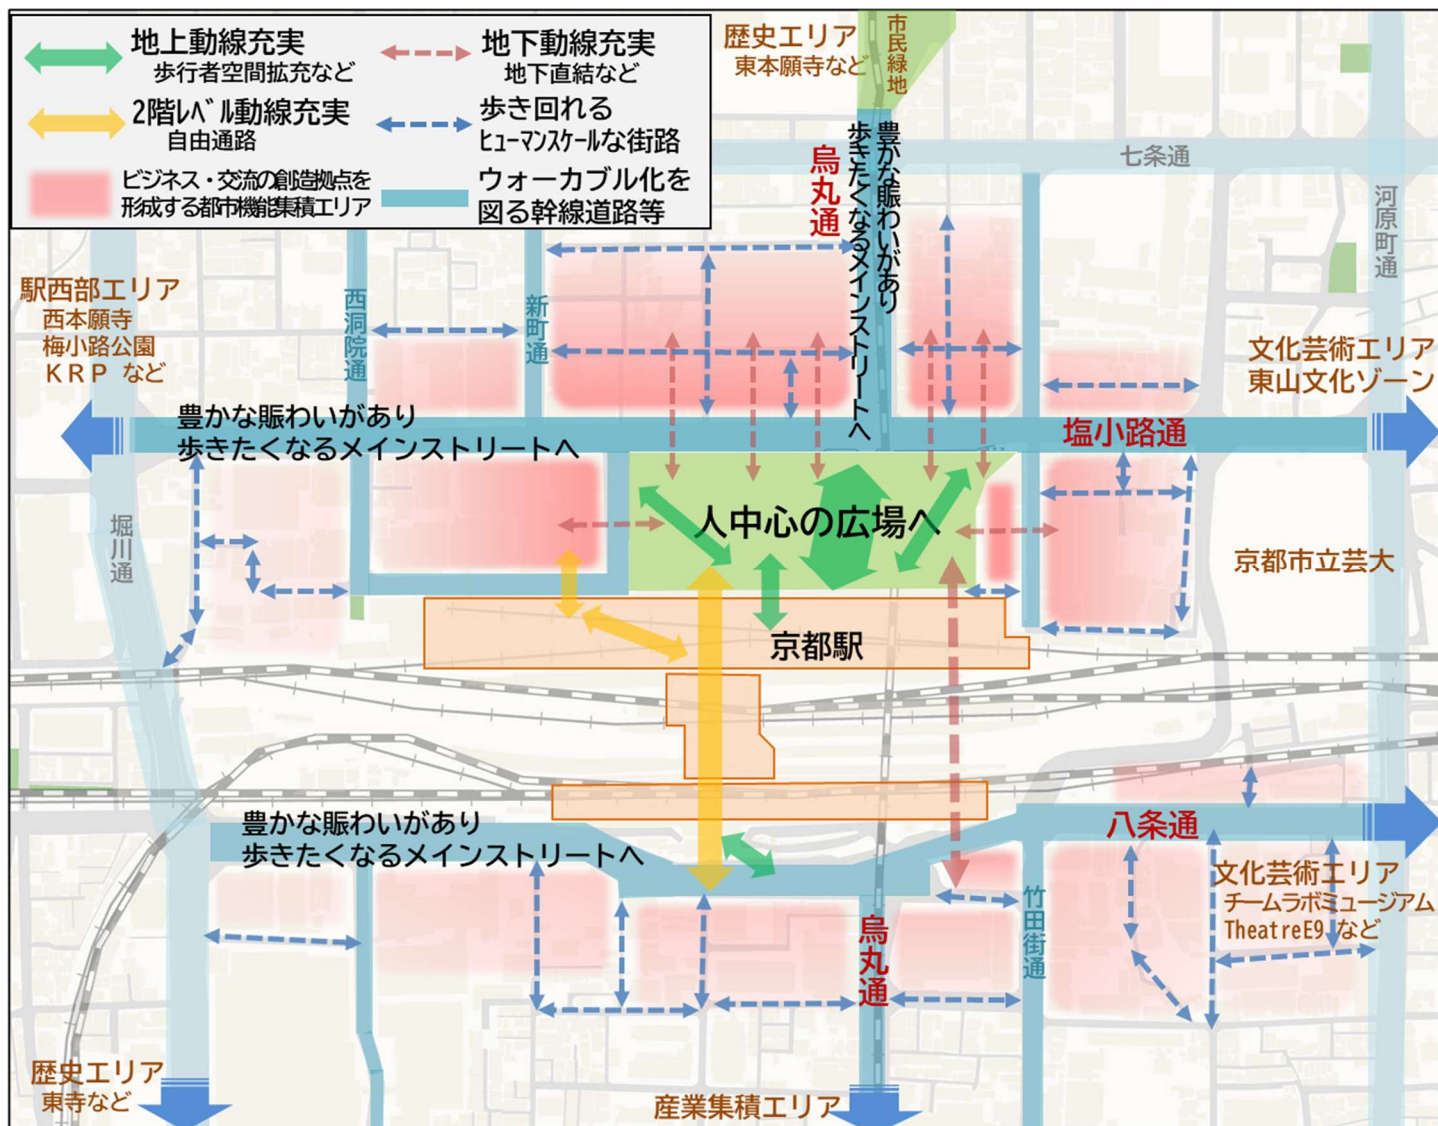 地上動線充実
歩行者空間拡充など
地下動線充実
地下直結など
2階ﾚﾍﾞﾙ動線充実
自由通路
歩き回れる
ﾋｭｰﾏﾝｽｹｰﾙな街路
ビジネス・交流の創造拠点を
形成する都市機能集積エリア
ウォーカブル化を
図る幹線道路等
歴史エリア
東本願寺など
市民緑地
七条通
河原町通
烏丸通
豊かな賑わいがあり
歩きたくなるメインストリートへ
駅西部エリア
西本願寺
梅小路公園
ＫＲＰ など
西洞院通
新町通
文化芸術エリア
東山文化ゾーン
豊かな賑わいがあり
歩きたくなるメインストリートへ
塩小路通
堀川通
人中心の広場へ
京都市立芸大
京都駅
豊かな賑わいがあり
歩きたくなるメインストリートへ
八条通
文化芸術エリア
チームラボミュージアム
TheatreE9 など
竹田街道
烏丸通
歴史エリア
東寺など
産業集積エリア